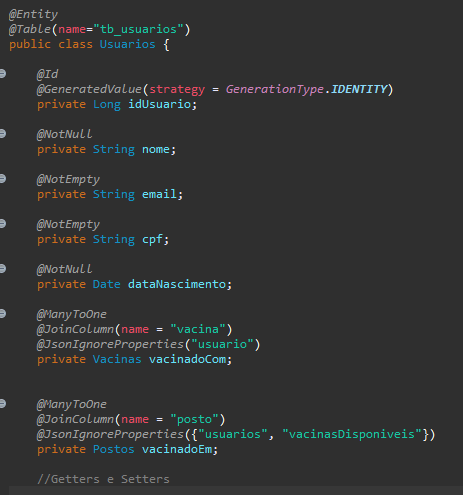 @Entity
@Table(name="tb_usuarios")
public class Usuarios {
@Id
@GeneratedValue(strategy = GenerationType.IDENTITY)
private Long idUsuario;
@NotNull
private String nome;
@NotEmpty
private String email;
@NotEmpty
private String cpf;
@NotNull
private Date dataNascimento;
@ManyToOne
@JoinColumn(name = "vacina")
@JsonIgnoreProperties("usuario")
private Vacinas vacinadoCom;
@ManyToOne
@JoinColumn(name = "posto")
@JsonIgnoreProperties({"usuarios", "vacinasDisponiveis"})
private Postos vacinadoEm;
//Getters e Setters